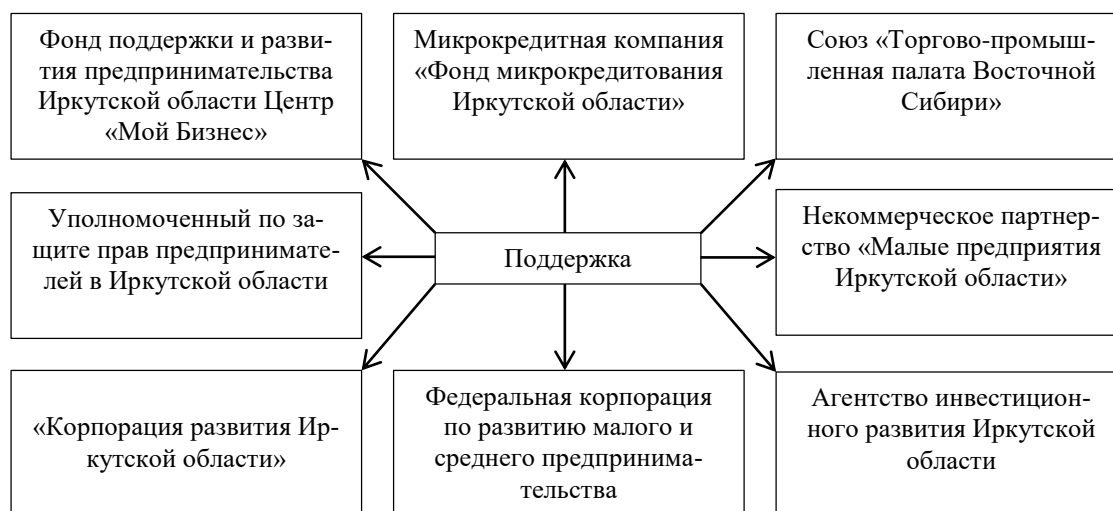 Фонд поддержки и разви-
тия предпринимательства
Иркутской области Центр
«Мой Бизнес»
Микрокредитная компания
«Фонд микрокредитования
Иркутской области»
Союз «Торгово-промыш-
ленная палата Восточной
Сибири»
Уполномоченный по за-
щите прав предпринимате-
лей в Иркутской области
Поддержка
Некоммерческое партнер-
ство «Малые предприятия
Иркутской области»
«Корпорация развития Ир-
кутской области»
Федеральная корпорация
по развитию малого и
среднего предпринима-
тельства
Агентство инвестицион-
ного развития Иркутской
области